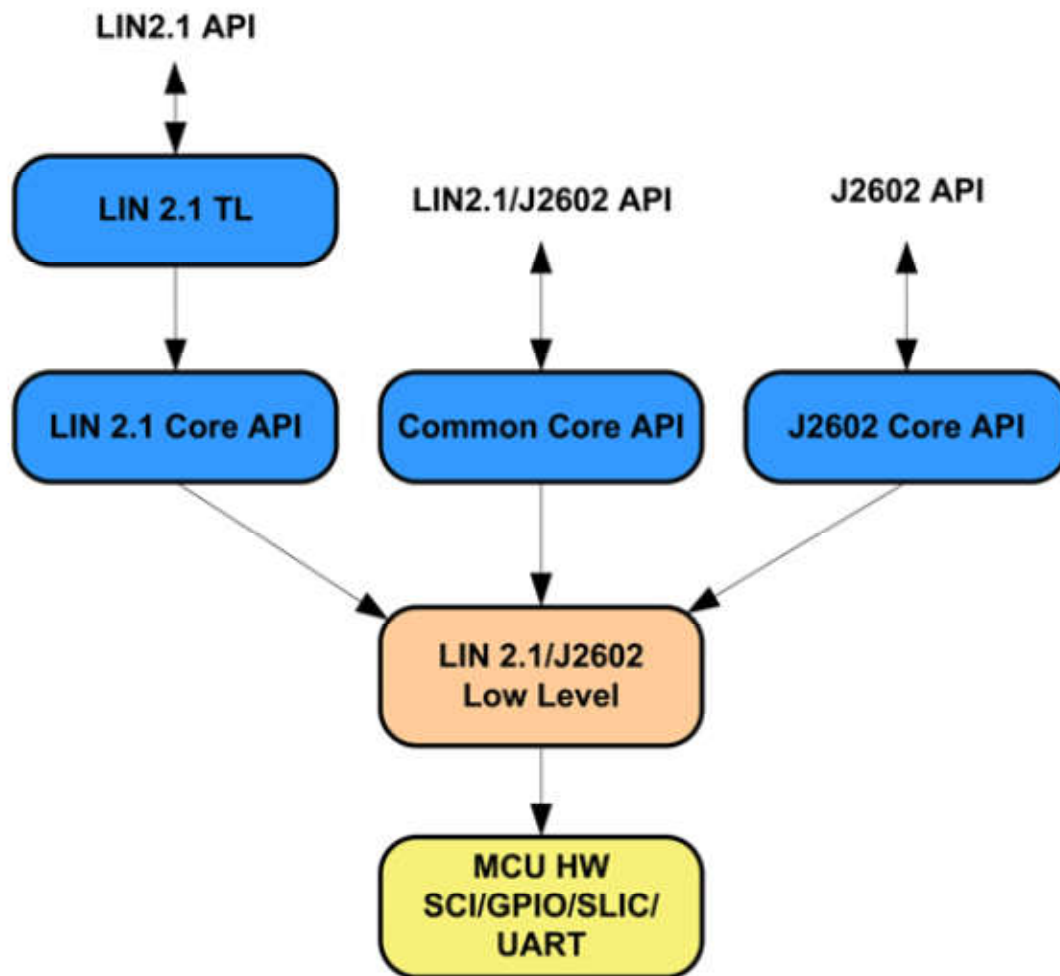 LIN2.1 API
LIN 2.1 TL
LIN2.1/J2602 API
J2602 API
LIN 2.1 Core API
Common Core API
J2602 Core API
LIN 2.1/J2602
Low Level
MCU HW
SCI/GPIO/SLIC/
UART